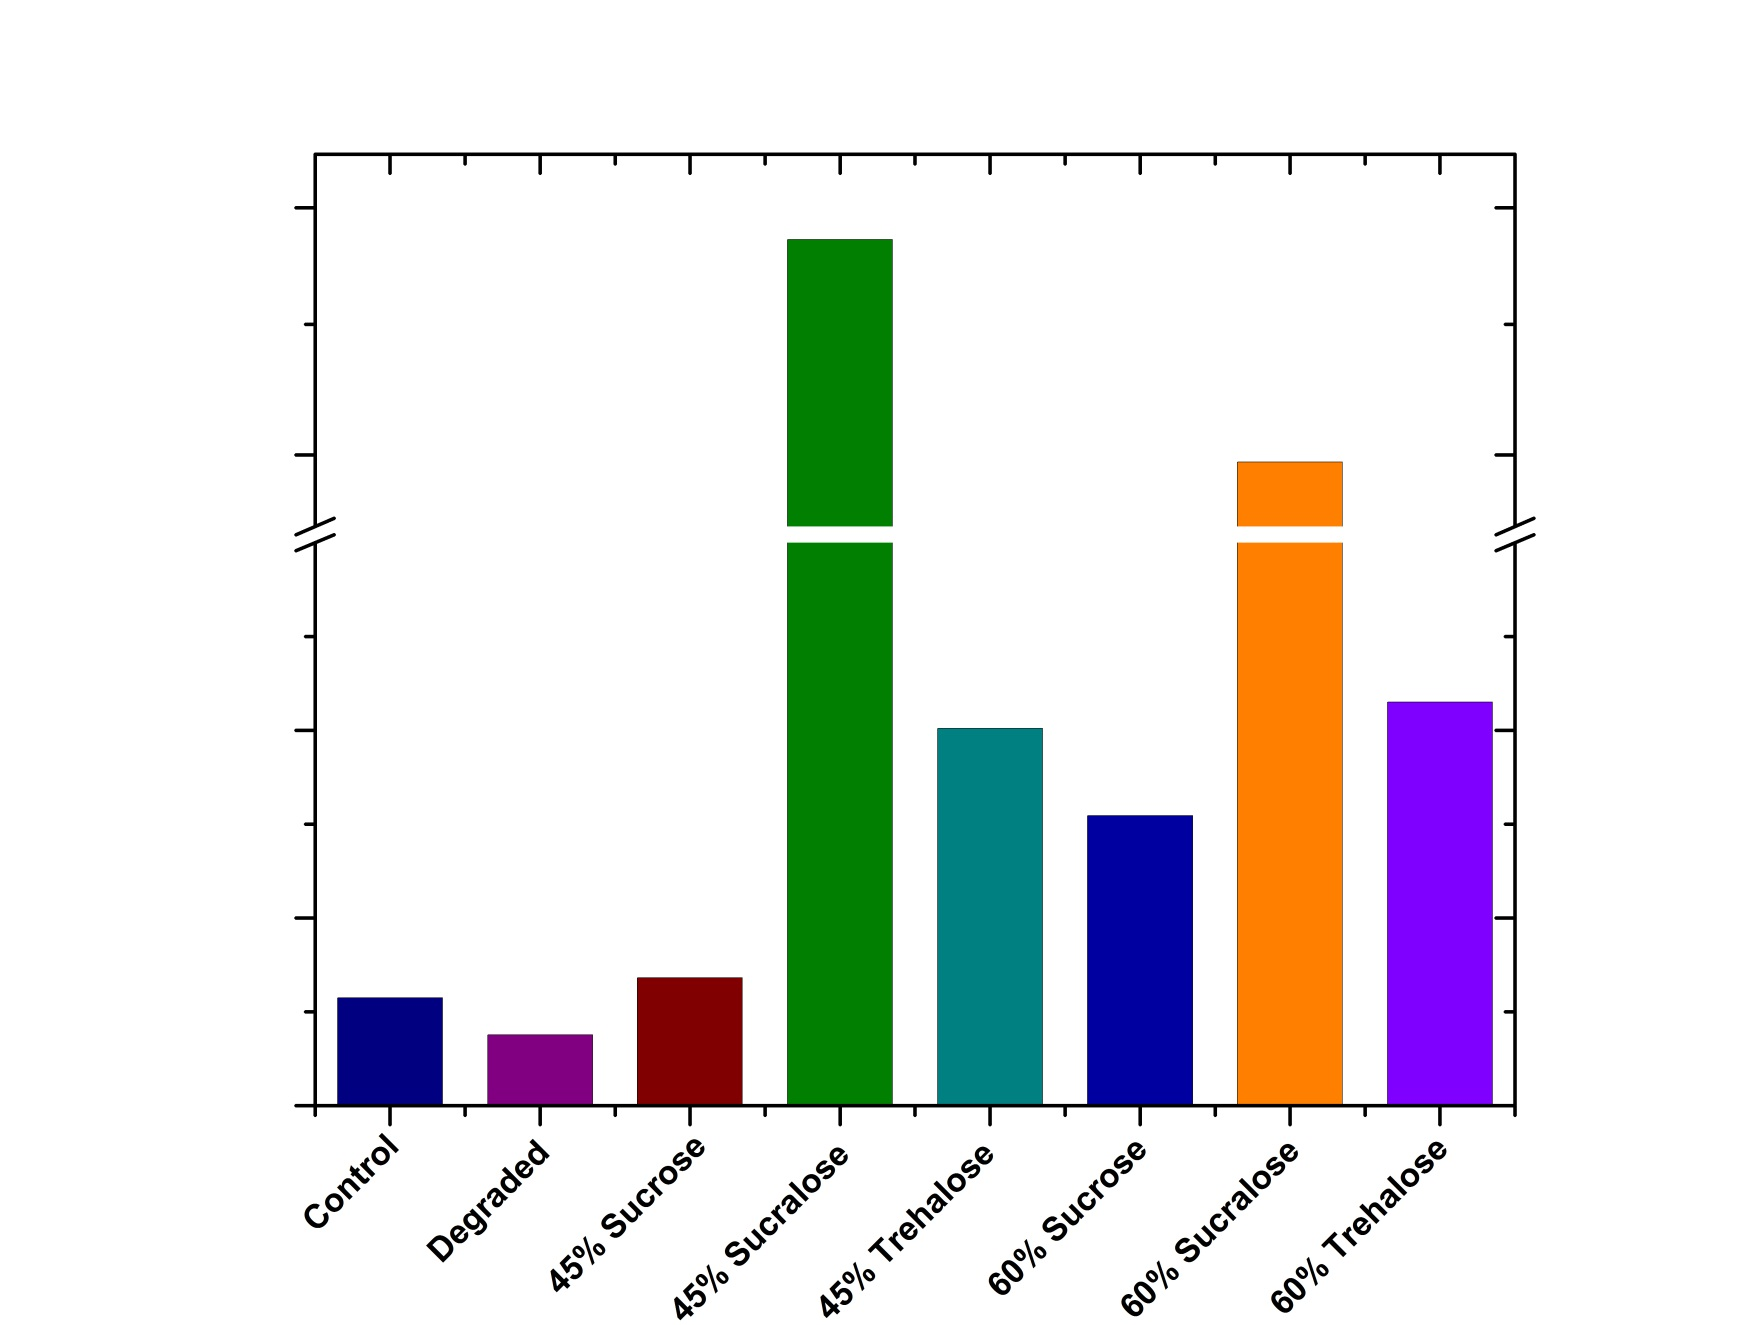 Control
Degraded
45% Sucrose
45% Sucralose
45% Trehalose
60% Sucrose
60% Sucralose
60% Trehalose